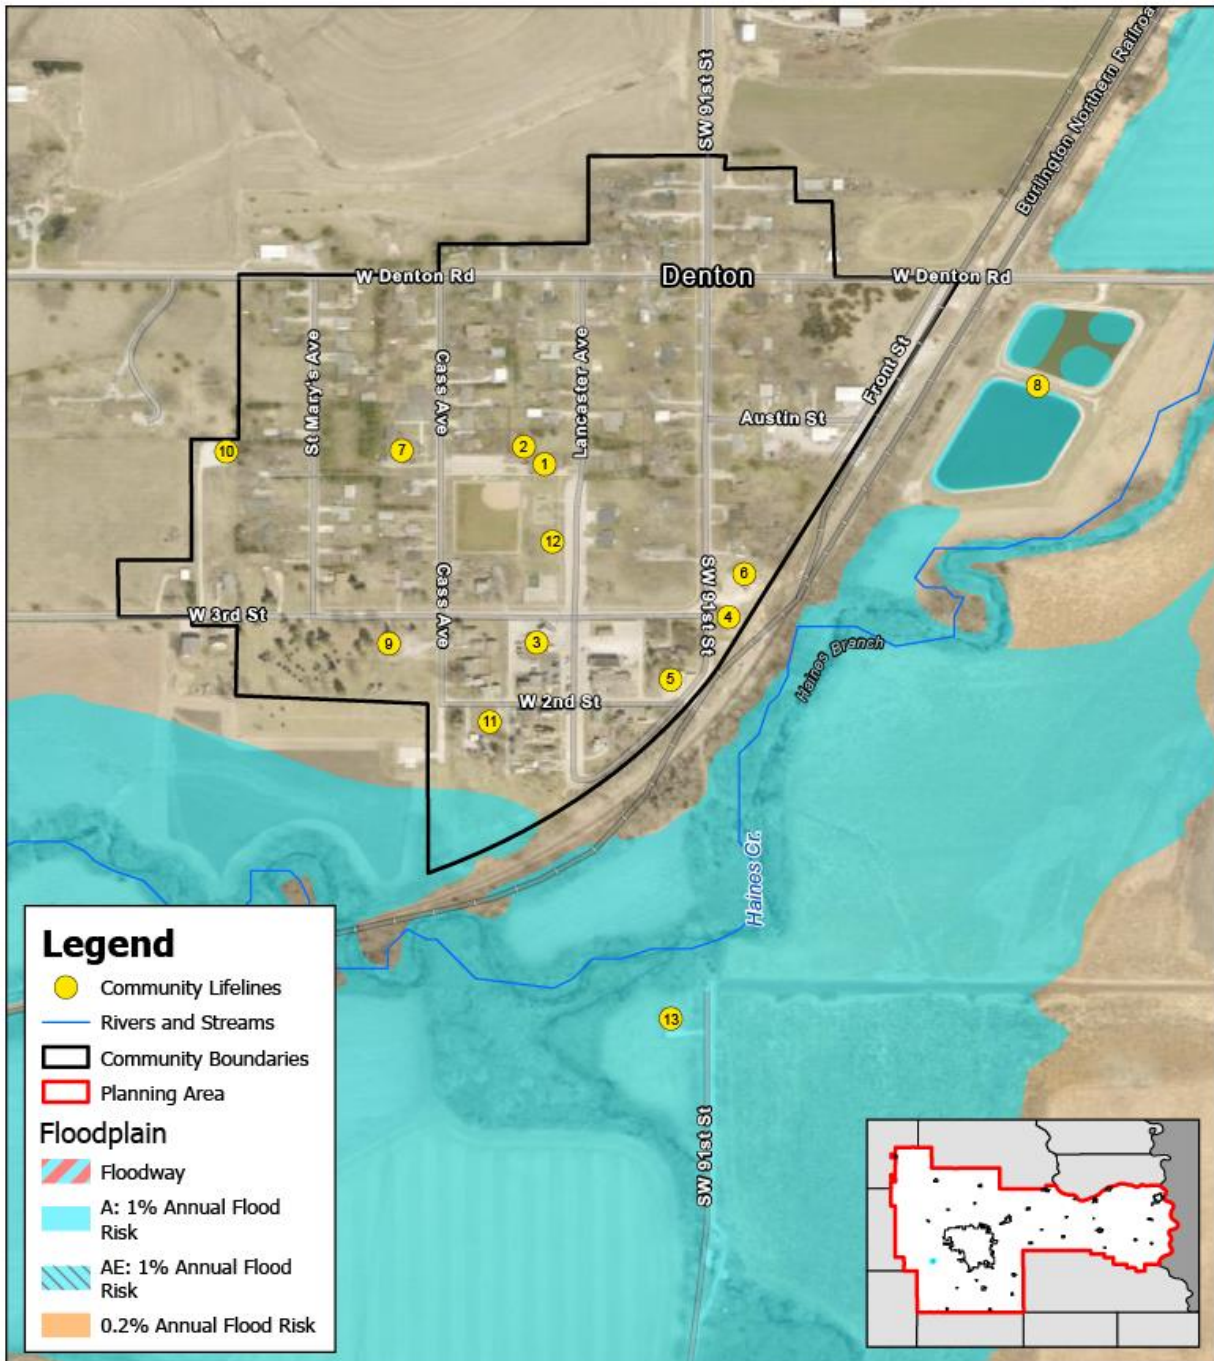 SW 91st St
Burlington Northern Railroa
W Denton Rd
Denton
W Denton Rd
St Mary's Ave
Cass Ave
Lancaster Ave
Front St
Austin St
8
10
7
2
1
12
6
Cass Ave
SW 91st St
W 3rd St
4
9
3
5
Haines Branch
W 2nd St
11
Haines Cr.
13
SW 91st St
Legend
Community Lifelines
Rivers and Streams
Community Boundaries
Planning Area
Floodplain
Floodway
A: 1% Annual Flood
Risk
AE: 1% Annual Flood
Risk
0.2% Annual Flood Risk